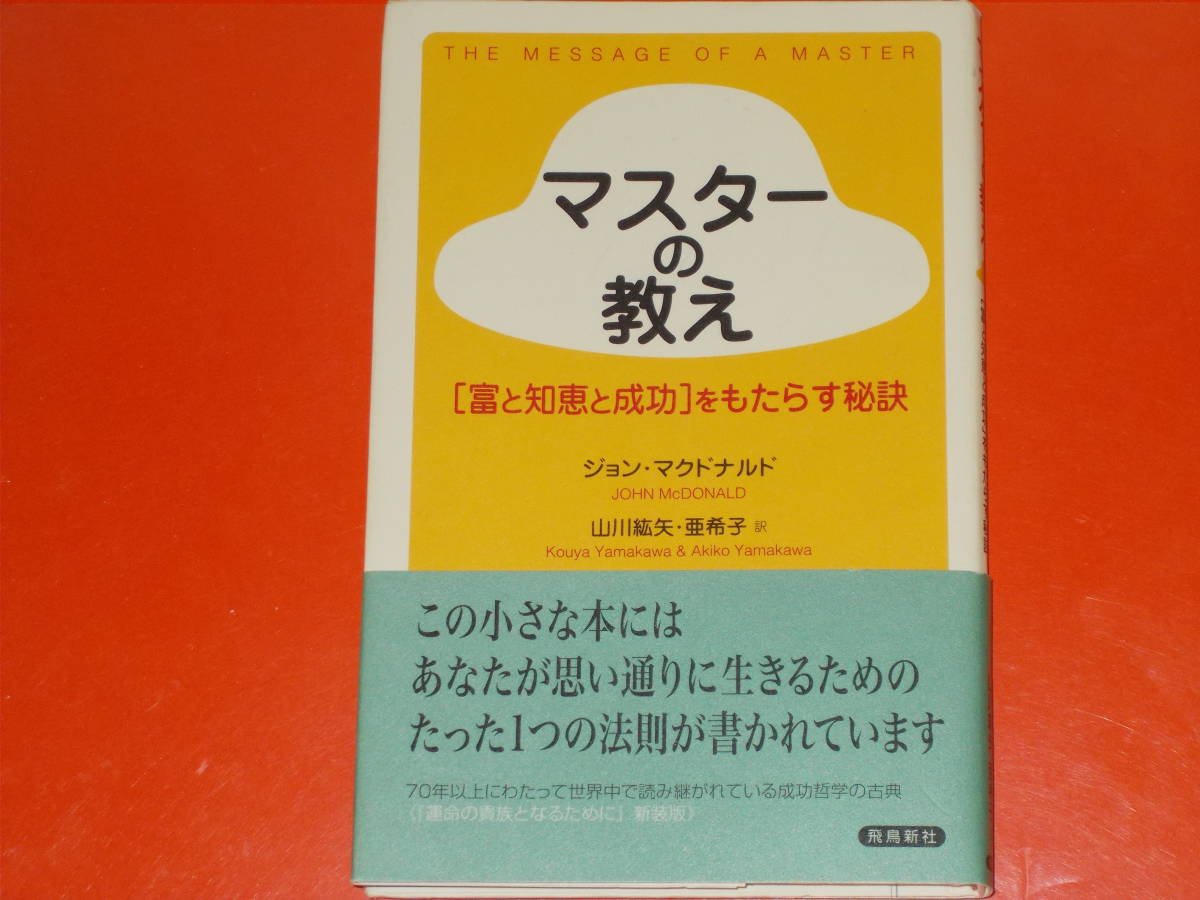 THE MESSAGE OF A MASTER
マスター
の
教え
[富と知恵と成功]をもたらす秘訣
ジョン・マクドナルド
JOHN McDONALD
山川紘矢・亜希子 訳
Kouya Yamakawa & Akiko Yamakawa
この小さな本には
あなたが思い通りに生きるための
たった1つの法則が書かれています
70年以上にわたって世界中で読み継がれている成功哲学の古典
《『運命の貴族となるために』新装版》
飛鳥新社